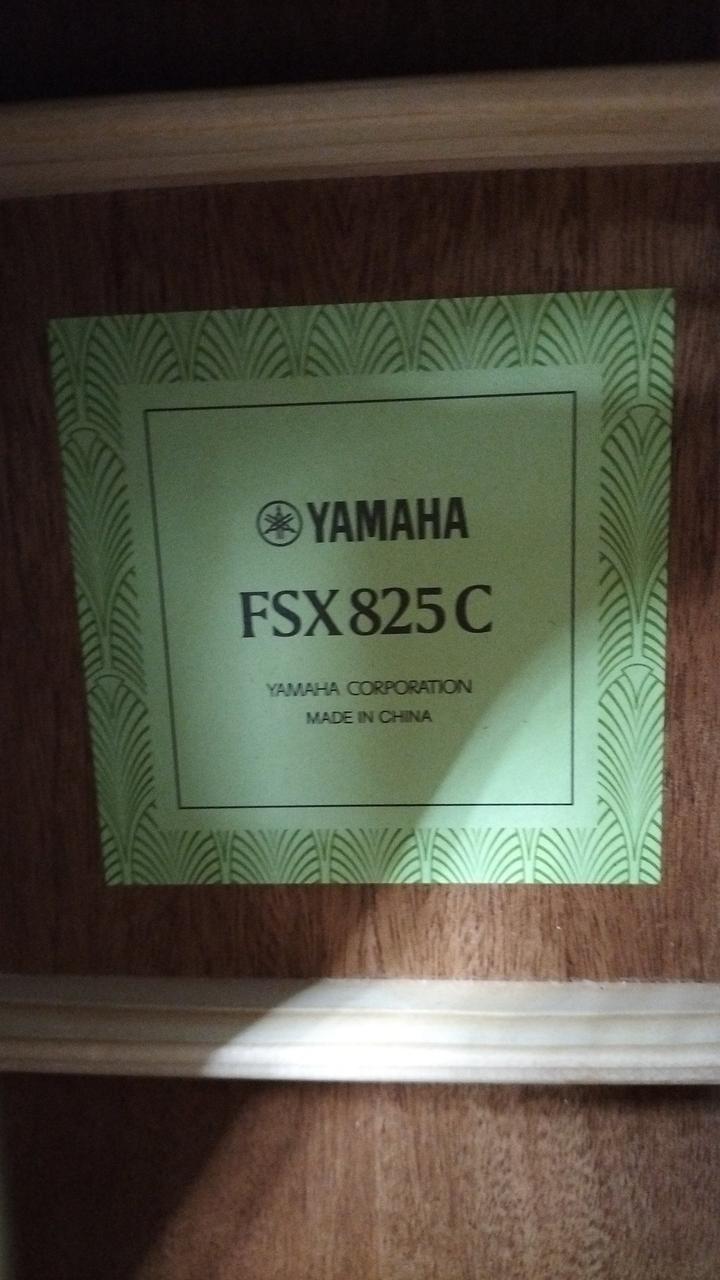 YAMAHA
FSX825C
YAMAHA CORPORATION
MADE IN CHINA